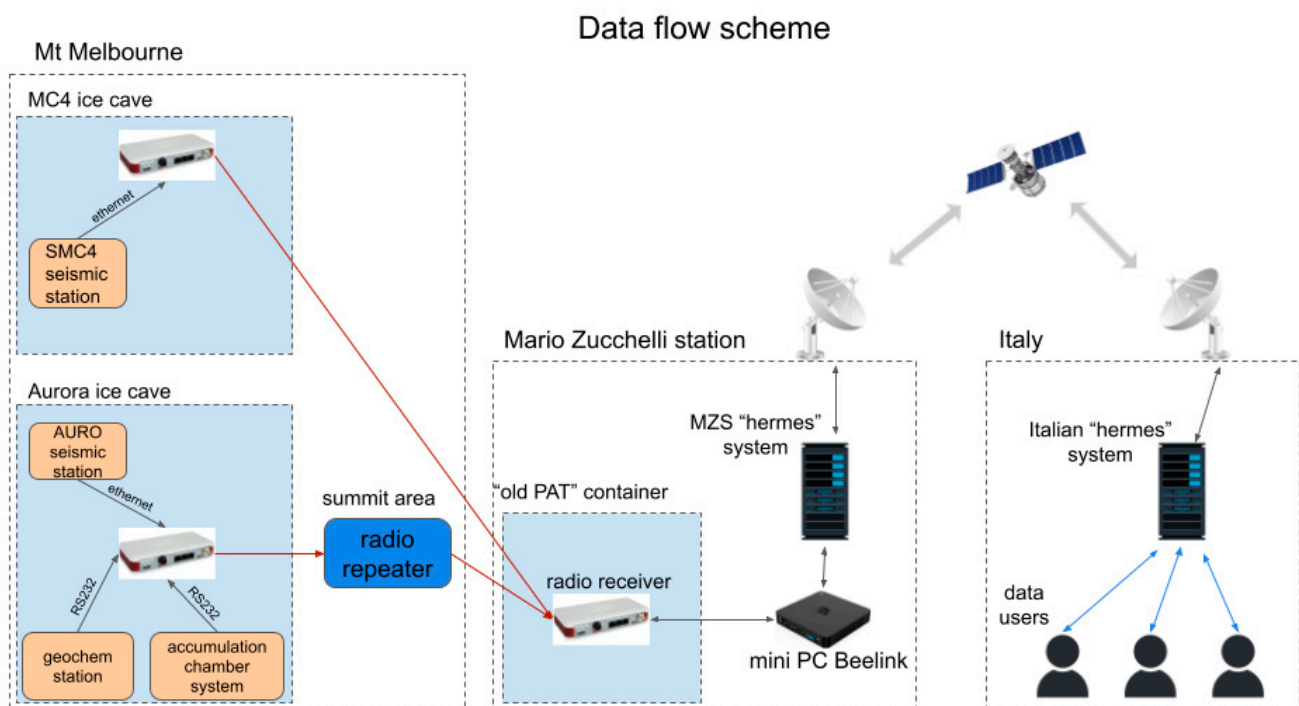 Data flow scheme
Mt Melbourne
MC4 ice cave
ethernet
SMC4
seismic
station
Aurora ice cave
AURO
seismic
station
ethernet
RS232
RS232
geochem
station
accumulation
chamber
system
summit area
radio
repeater
Mario Zucchelli station
"old PAT" container
radio receiver
MZS "hermes"
system
mini PC Beelink
Italy
Italian "hermes"
system
data
users